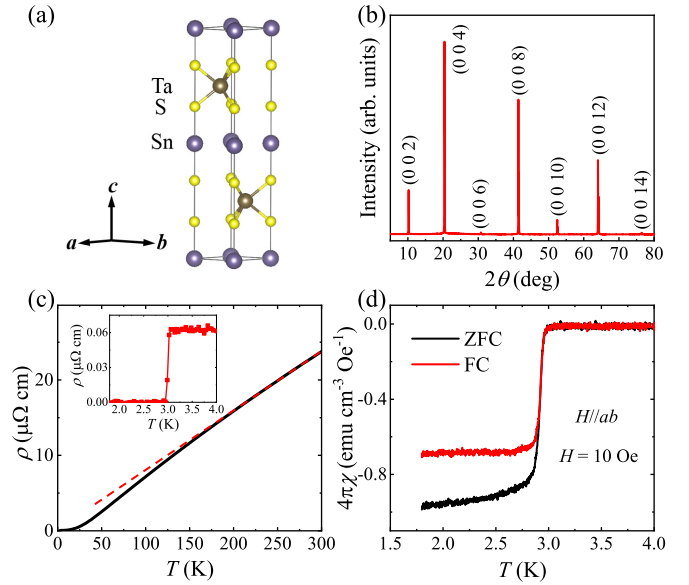 (a)
Ta
S
Sn
c
a
b
(b)
Intensity (arb. units)
(0 0 2)
(0 0 4)
(0 0 6)
(0 0 8)
(0 0 10)
(0 0 12)
(0 0 14)
10 20 30 40 50 60 70 80
2θ (deg)
(c)
ρ (μΩ cm)
20
10
0
0 50 100 150 200 250 300
T (K)
ρ (μΩ cm)
0.06
0.03
0.00
2.0 2.5 3.0 3.5 4.0
T (K)
(d)
4πχ (emu cm⁻³ Oe⁻¹)
0.0
-0.4
-0.8
ZFC
FC
H//ab
H = 10 Oe
1.5 2.0 2.5 3.0 3.5 4.0
T (K)